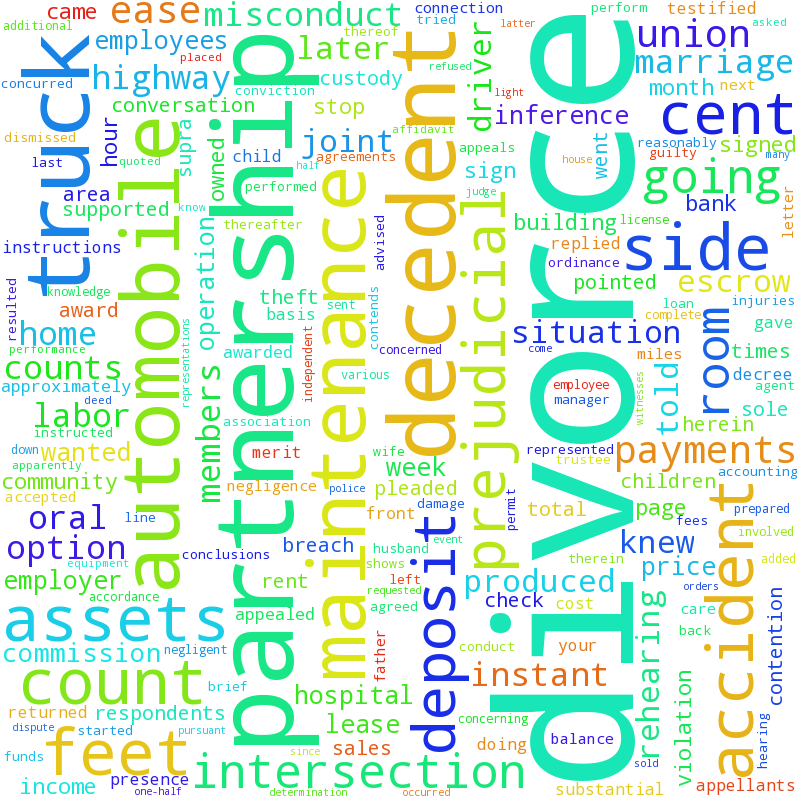 additional
came
ease
misconduct
connection
tried
latter
perform
testified
asked
employees
thereof
placed
refused
union
concurred
highway
later
custody
conviction
light
marriage
month
next
cent
truck
conversation
stop
driver
inference
dismissed
hour
supra
owned
joint
affidavit
appeals
went
reasonably
many
signed
last
quoted
child
agreements
half
sign
house
guilty
going
area
automobile
performed
know
judge
bank
letter
supported
partnership
maintenance
decedent
prejudicial
divorce
building
license
instructions
thereafter
advised
replied
side
ordinance
pointed
escrow
resulted
knowledge
operation
theft
sent
contends
loan
injuries
award
basis
independent
complete
gave
home
representations
situation
room
performance
awarded
concerned
come
miles
times
counts
various
told
decree
agent
approximately
deed
members
employee
manager
witnesses
sole
labor
association
herein
instructed
down
wanted
merit
wife
represented
payments
apparently
week
trustee
accounting
community
negligence
police
pleaded
children
accepted
permit
total
page
prepared
oral
line
front
damage
fees
involved
option
conclusions
breach
husband
event
deposit
knew
equipment
shows
therein
price
added
employer
rent
left
produced
accident
orders
accordance
requested
check
cost
care
assets
appealed
agreed
rehearing
back
contention
commission
negligent
father
conduct
your
instant
count
brief
hospital
violation
returned
respondents
lease
concerning
dispute
started
pursuant
feet
sales
doing
balance
hearing
funds
since
intersection
sold
income
presence
one-half
determination
occurred
substantial
appellants